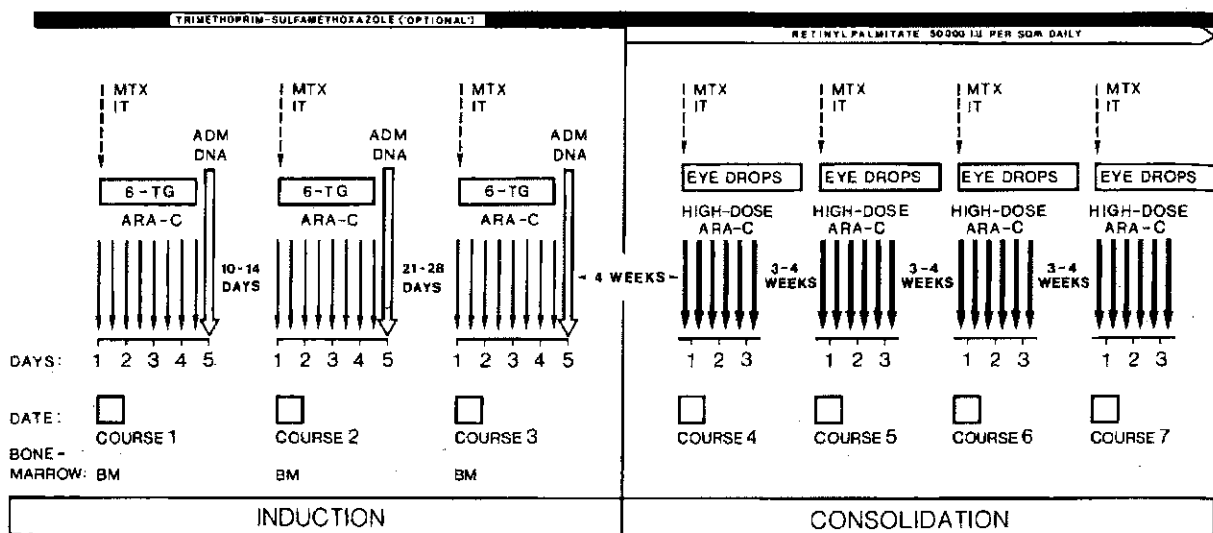 TRIMETHOPRIM-SULFAMETHOXAZOLE ('OPTIONAL')
RETINYL PALMITATE 50000 I.U PER SQM DAILY
MTX
IT
MTX
IT
MTX
IT
MTX
IT
MTX
IT
MTX
IT
MTX
IT
ADM
DNA
ADM
DNA
ADM
DNA
6-TG
6-TG
6-TG
EYE DROPS
EYE DROPS
EYE DROPS
EYE DROPS
ARA-C
ARA-C
ARA-C
HIGH-DOSE
ARA-C
HIGH-DOSE
ARA-C
HIGH-DOSE
ARA-C
HIGH-DOSE
ARA-C
10-14
DAYS
21-28
DAYS
4 WEEKS
3-4
WEEKS
3-4
WEEKS
3-4
WEEKS
DAYS: 1 2 3 4 5 1 2 3 4 5 1 2 3 4 5 1 2 3 1 2 3 1 2 3 1 2 3
DATE:
COURSE 1 COURSE 2 COURSE 3 COURSE 4 COURSE 5 COURSE 6 COURSE 7
BONE-
MARROW: BM BM BM
INDUCTION CONSOLIDATION